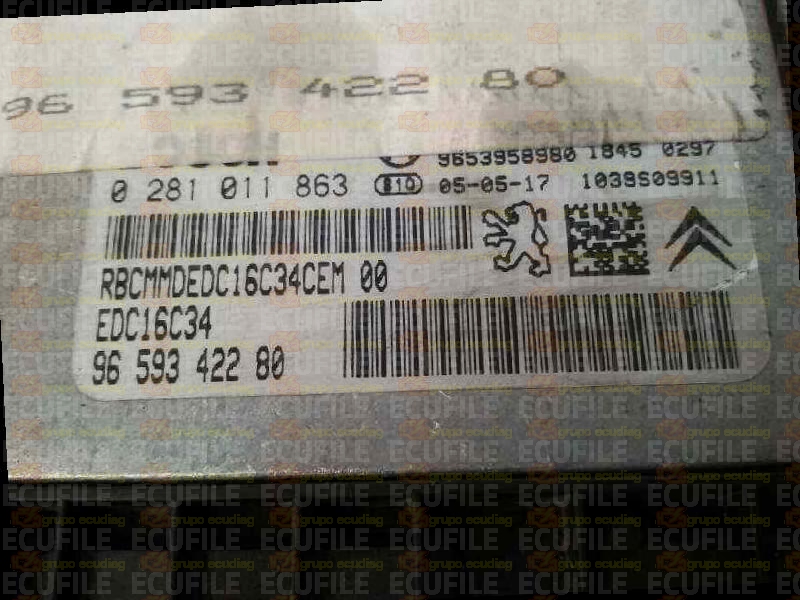 96 593 422 80
9653958980 1845 0297
0 281 011 863 810 05-05-17 1039S09911
RBCMMDEDC16C34CEM 00
EDC16C34
96 593 422 80
ECUFILE
grupo ecudiag